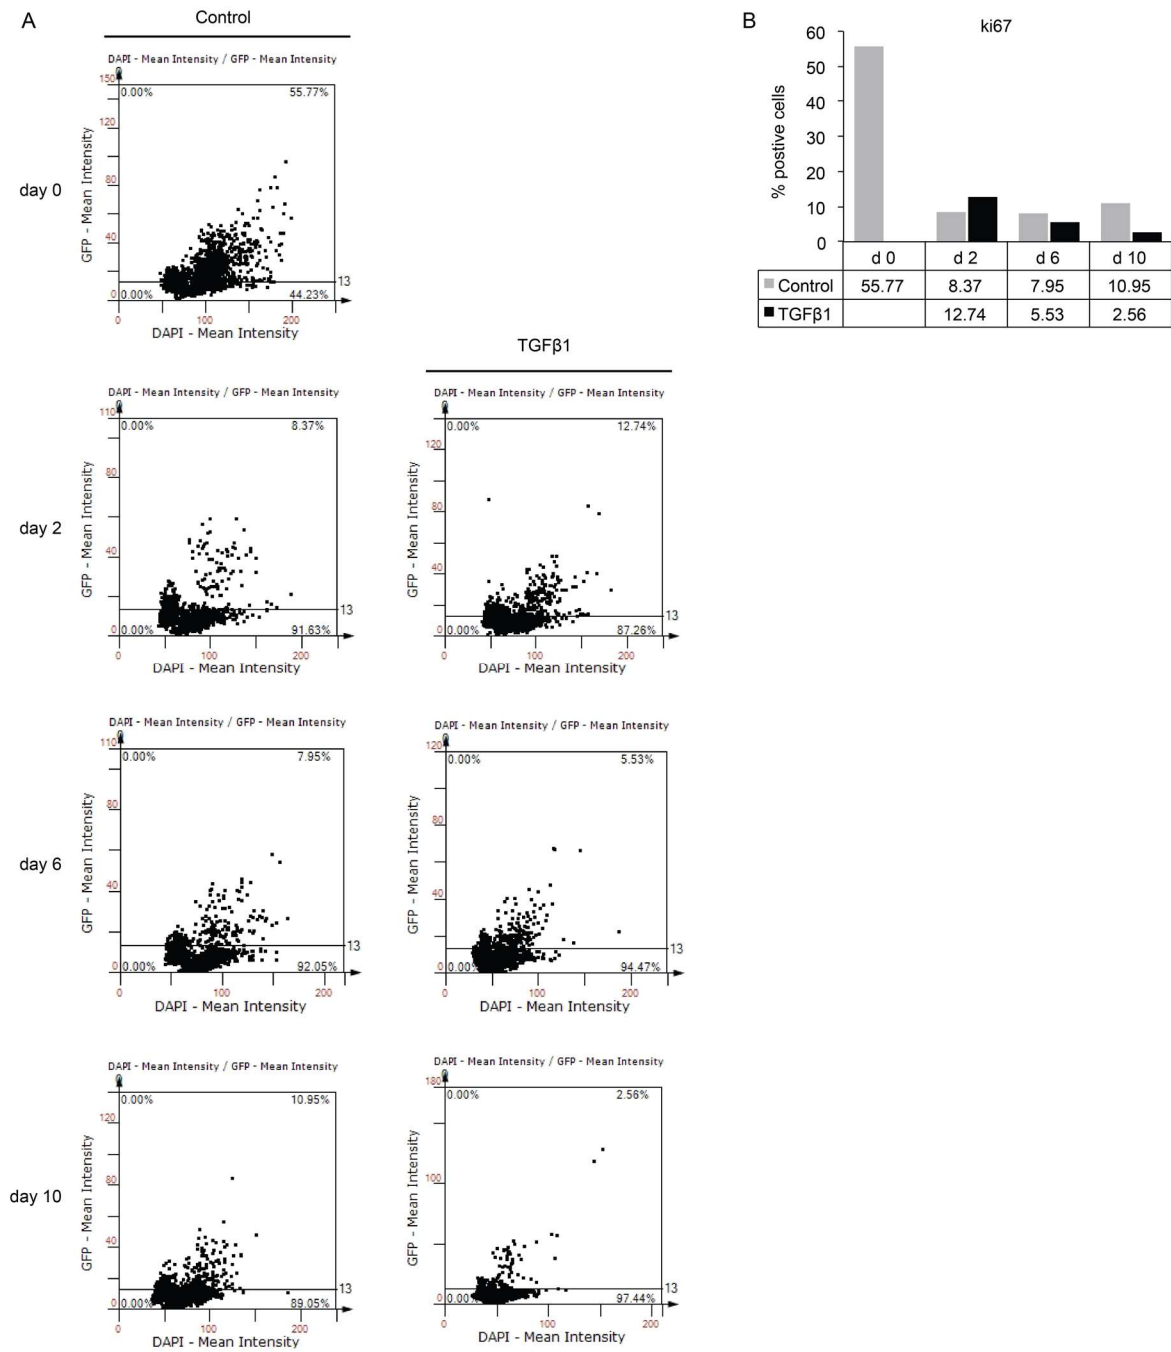 A
Control
DAPI - Mean Intensity / GFP - Mean Intensity
150
0.00% 55.77%
120
80
40
0
GFP - Mean Intensity
day 0
13
0.00% 44.23%
0 100 200
DAPI - Mean Intensity
TGFβ1
DAPI - Mean Intensity / GFP - Mean Intensity
110
0.00% 8.37%
80
40
0
GFP - Mean Intensity
day 2
13
0.00% 91.63%
0 100 200
DAPI - Mean Intensity
DAPI - Mean Intensity / GFP - Mean Intensity
0.00% 12.74%
120
80
40
0
GFP - Mean Intensity
13
0.00% 87.26%
0 100 200
DAPI - Mean Intensity
DAPI - Mean Intensity / GFP - Mean Intensity
110
0.00% 7.95%
80
40
0
GFP - Mean Intensity
day 6
13
0.00% 92.05%
0 100 200
DAPI - Mean Intensity
DAPI - Mean Intensity / GFP - Mean Intensity
120
0.00% 5.53%
80
40
0
GFP - Mean Intensity
13
0.00% 94.47%
0 100 200
DAPI - Mean Intensity
DAPI - Mean Intensity / GFP - Mean Intensity
0.00% 10.95%
120
80
40
0
GFP - Mean Intensity
day 10
13
0.00% 89.05%
0 100 200
DAPI - Mean Intensity
DAPI - Mean Intensity / GFP - Mean Intensity
180
0.00% 2.56%
100
0
GFP - Mean Intensity
13
0.00% 97.44%
0 100 200
DAPI - Mean Intensity
B
ki67
% postive cells
60
50
40
30
20
10
0
d 0 d 2 d 6 d 10
Control 55.77 8.37 7.95 10.95
TGFβ1 12.74 5.53 2.56